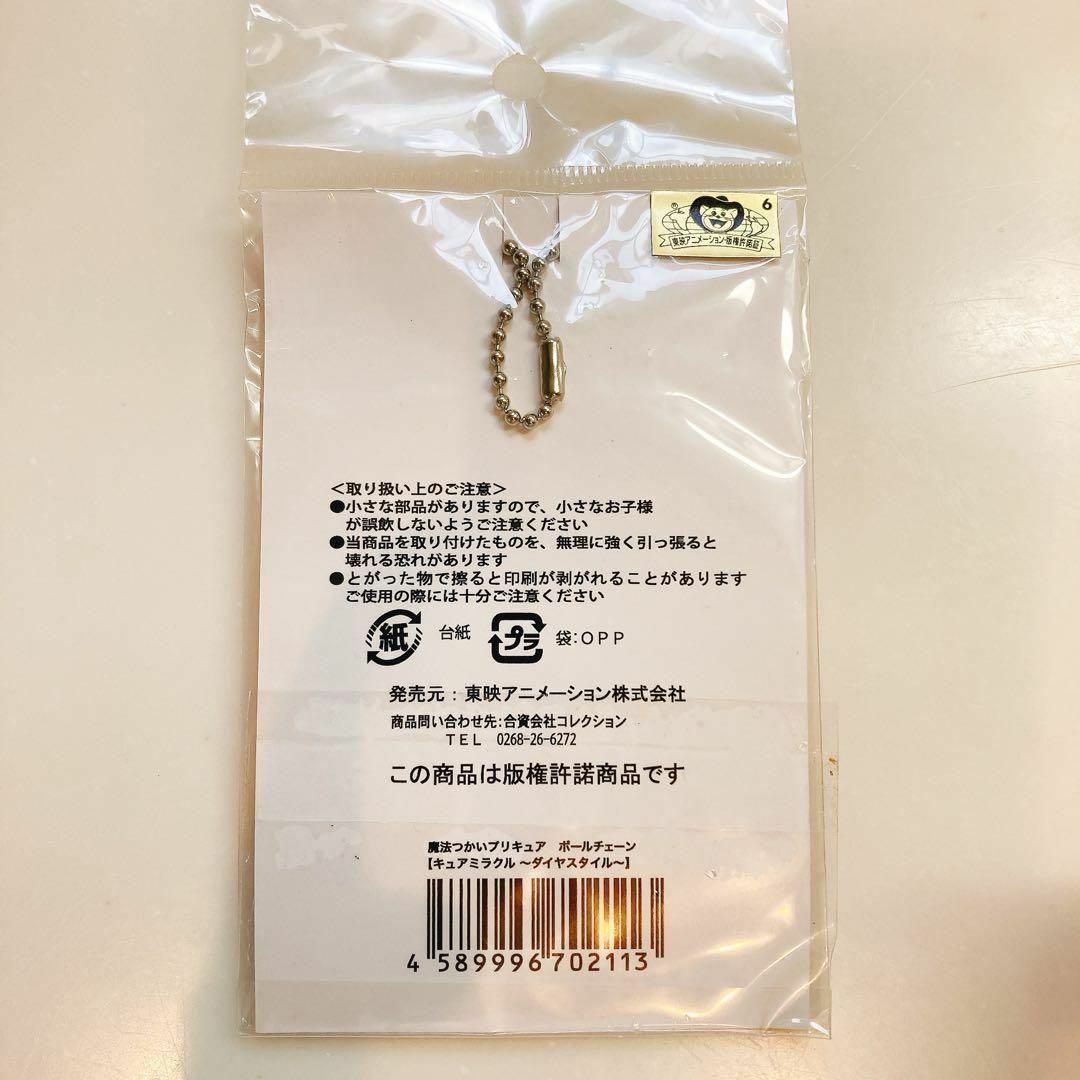 6
東映アニメーション・版権許諾証
＜取り扱い上のご注意＞
●小さな部品がありますので、小さなお子様
が誤飲しないようご注意ください
●当商品を取り付けたものを、無理に強く引っ張ると
壊れる恐れがあります
●とがった物で擦ると印刷が剥がれることがあります
ご使用の際には十分ご注意ください
紙 台紙 プラ 袋：ＯＰＰ
発売元：東映アニメーション株式会社
商品問い合わせ先：合資会社コレクション
ＴＥＬ 0268-26-6272
この商品は版権許諾商品です
魔法つかいプリキュア ボールチェーン
【キュアミラクル ～ダイヤスタイル～】
4 589996 702113